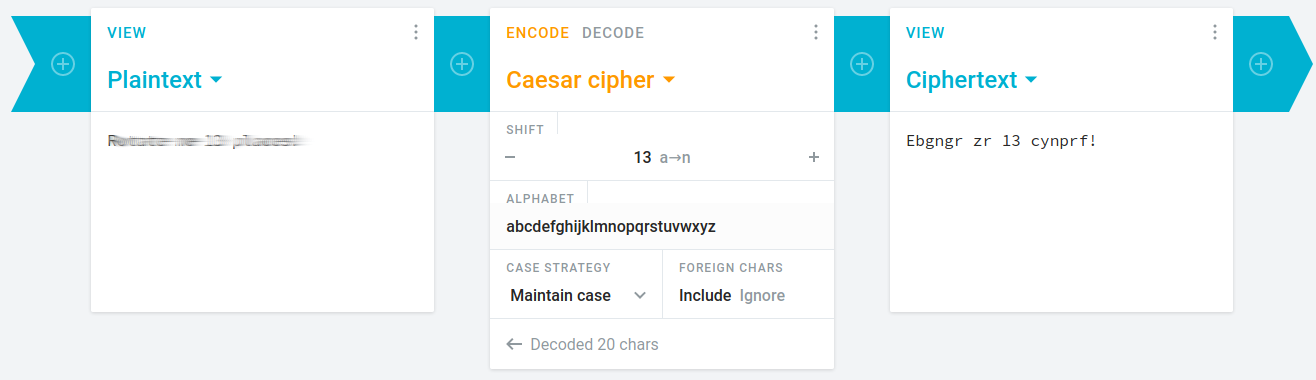 VIEW
Plaintext
ENCODE DECODE
Caesar cipher
SHIFT
13 a→n
ALPHABET
abcdefghijklmnopqrstuvwxyz
CASE STRATEGY
Maintain case
FOREIGN CHARS
Include Ignore
← Decoded 20 chars
VIEW
Ciphertext
Ebgngr zr 13 cynprf!